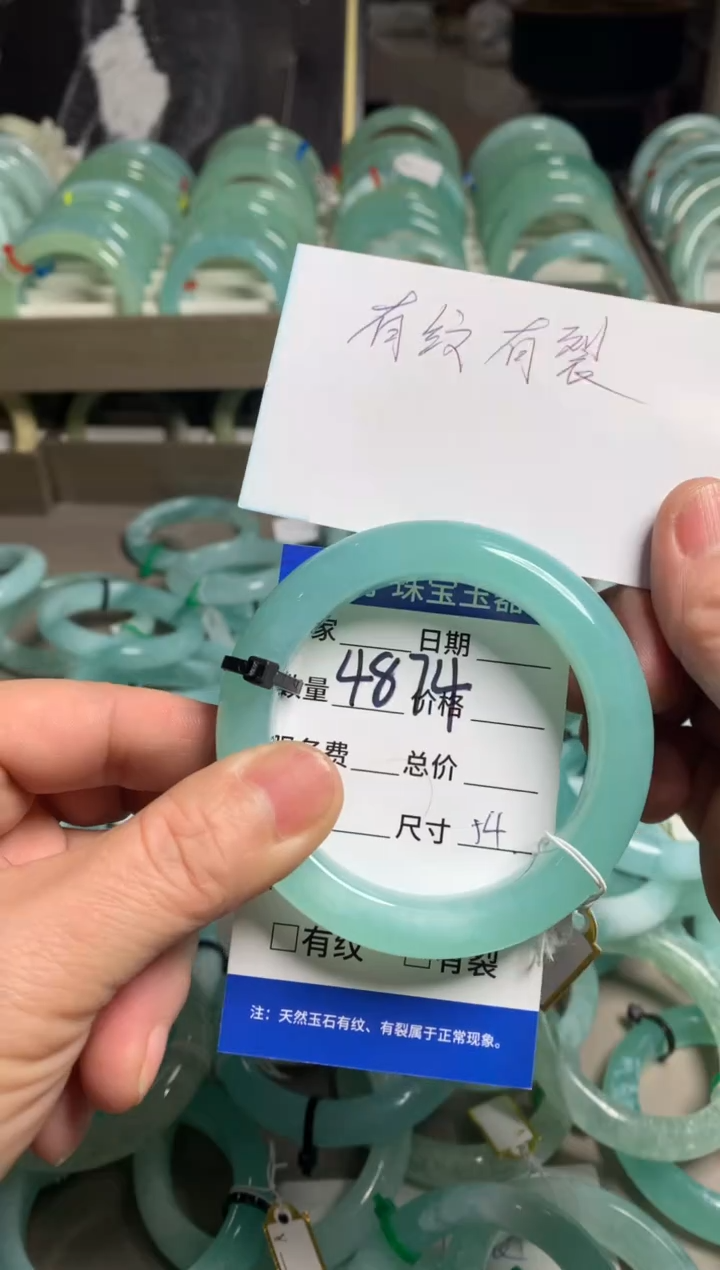 有纹有裂
珠宝玉器
家 日期
数量 4874 价格
服务费 总价
尺寸 54
□有纹 □有裂
注：天然玉石有纹、有裂属于正常现象。